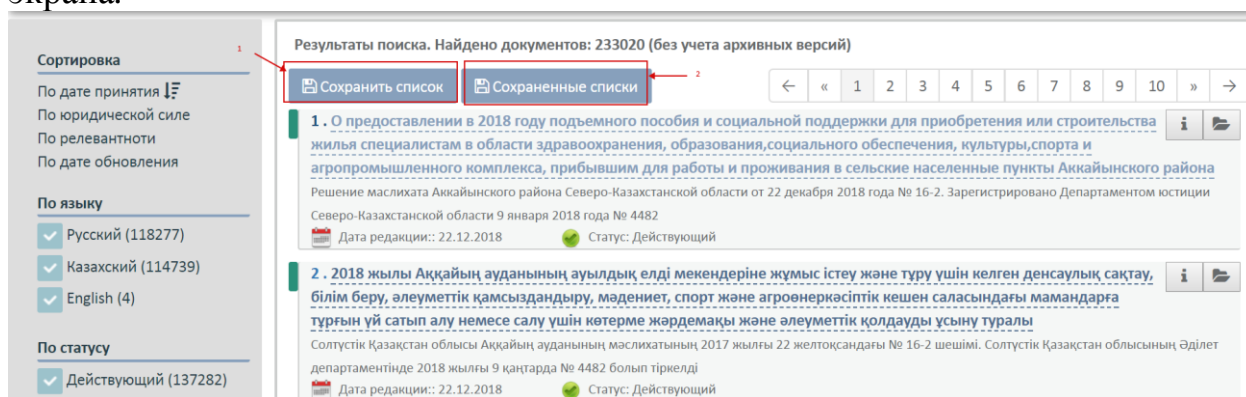 экрана.
Сортировка
По дате принятия
По юридической силе
По релевантноти
По дате обновления
По языку
Русский (118277)
Казахский (114739)
English (4)
По статусу
Действующий (137282)
1
Результаты поиска. Найдено документов: 233020 (без учета архивных версий)
Сохранить список Сохраненные списки 2 ← « 1 2 3 4 5 6 7 8 9 10 » →
1 . О предоставлении в 2018 году подъемного пособия и социальной поддержки для приобретения или строительства
жилья специалистам в области здравоохранения, образования,социального обеспечения, культуры,спорта и
агропромышленного комплекса, прибывшим для работы и проживания в сельские населенные пункты Аккайынского района
Решение маслихата Аккайынского района Северо-Казахстанской области от 22 декабря 2018 года № 16-2. Зарегистрировано Департаментом юстиции
Северо-Казахстанской области 9 января 2018 года № 4482
Дата редакции:: 22.12.2018 Статус: Действующий
i
2 . 2018 жылы Аққайың ауданының ауылдық елді мекендеріне жұмыс істеу және тұру үшін келген денсаулық сақтау,
білім беру, әлеуметтік қамсыздандыру, мәдениет, спорт және агроөнеркәсіптік кешен саласындағы мамандарға
тұрғын үй сатып алу немесе салу үшін көтерме жәрдемақы және әлеуметтік қолдауды ұсыну туралы
Солтүстік Қазақстан облысы Аққайың ауданының мәслихатының 2017 жылғы 22 желтоқсандағы № 16-2 шешімі. Солтүстік Қазақстан облысының Әділет
департаментінде 2018 жылғы 9 қаңтарда № 4482 болып тіркелді
Дата редакции:: 22.12.2018 Статус: Действующий
i